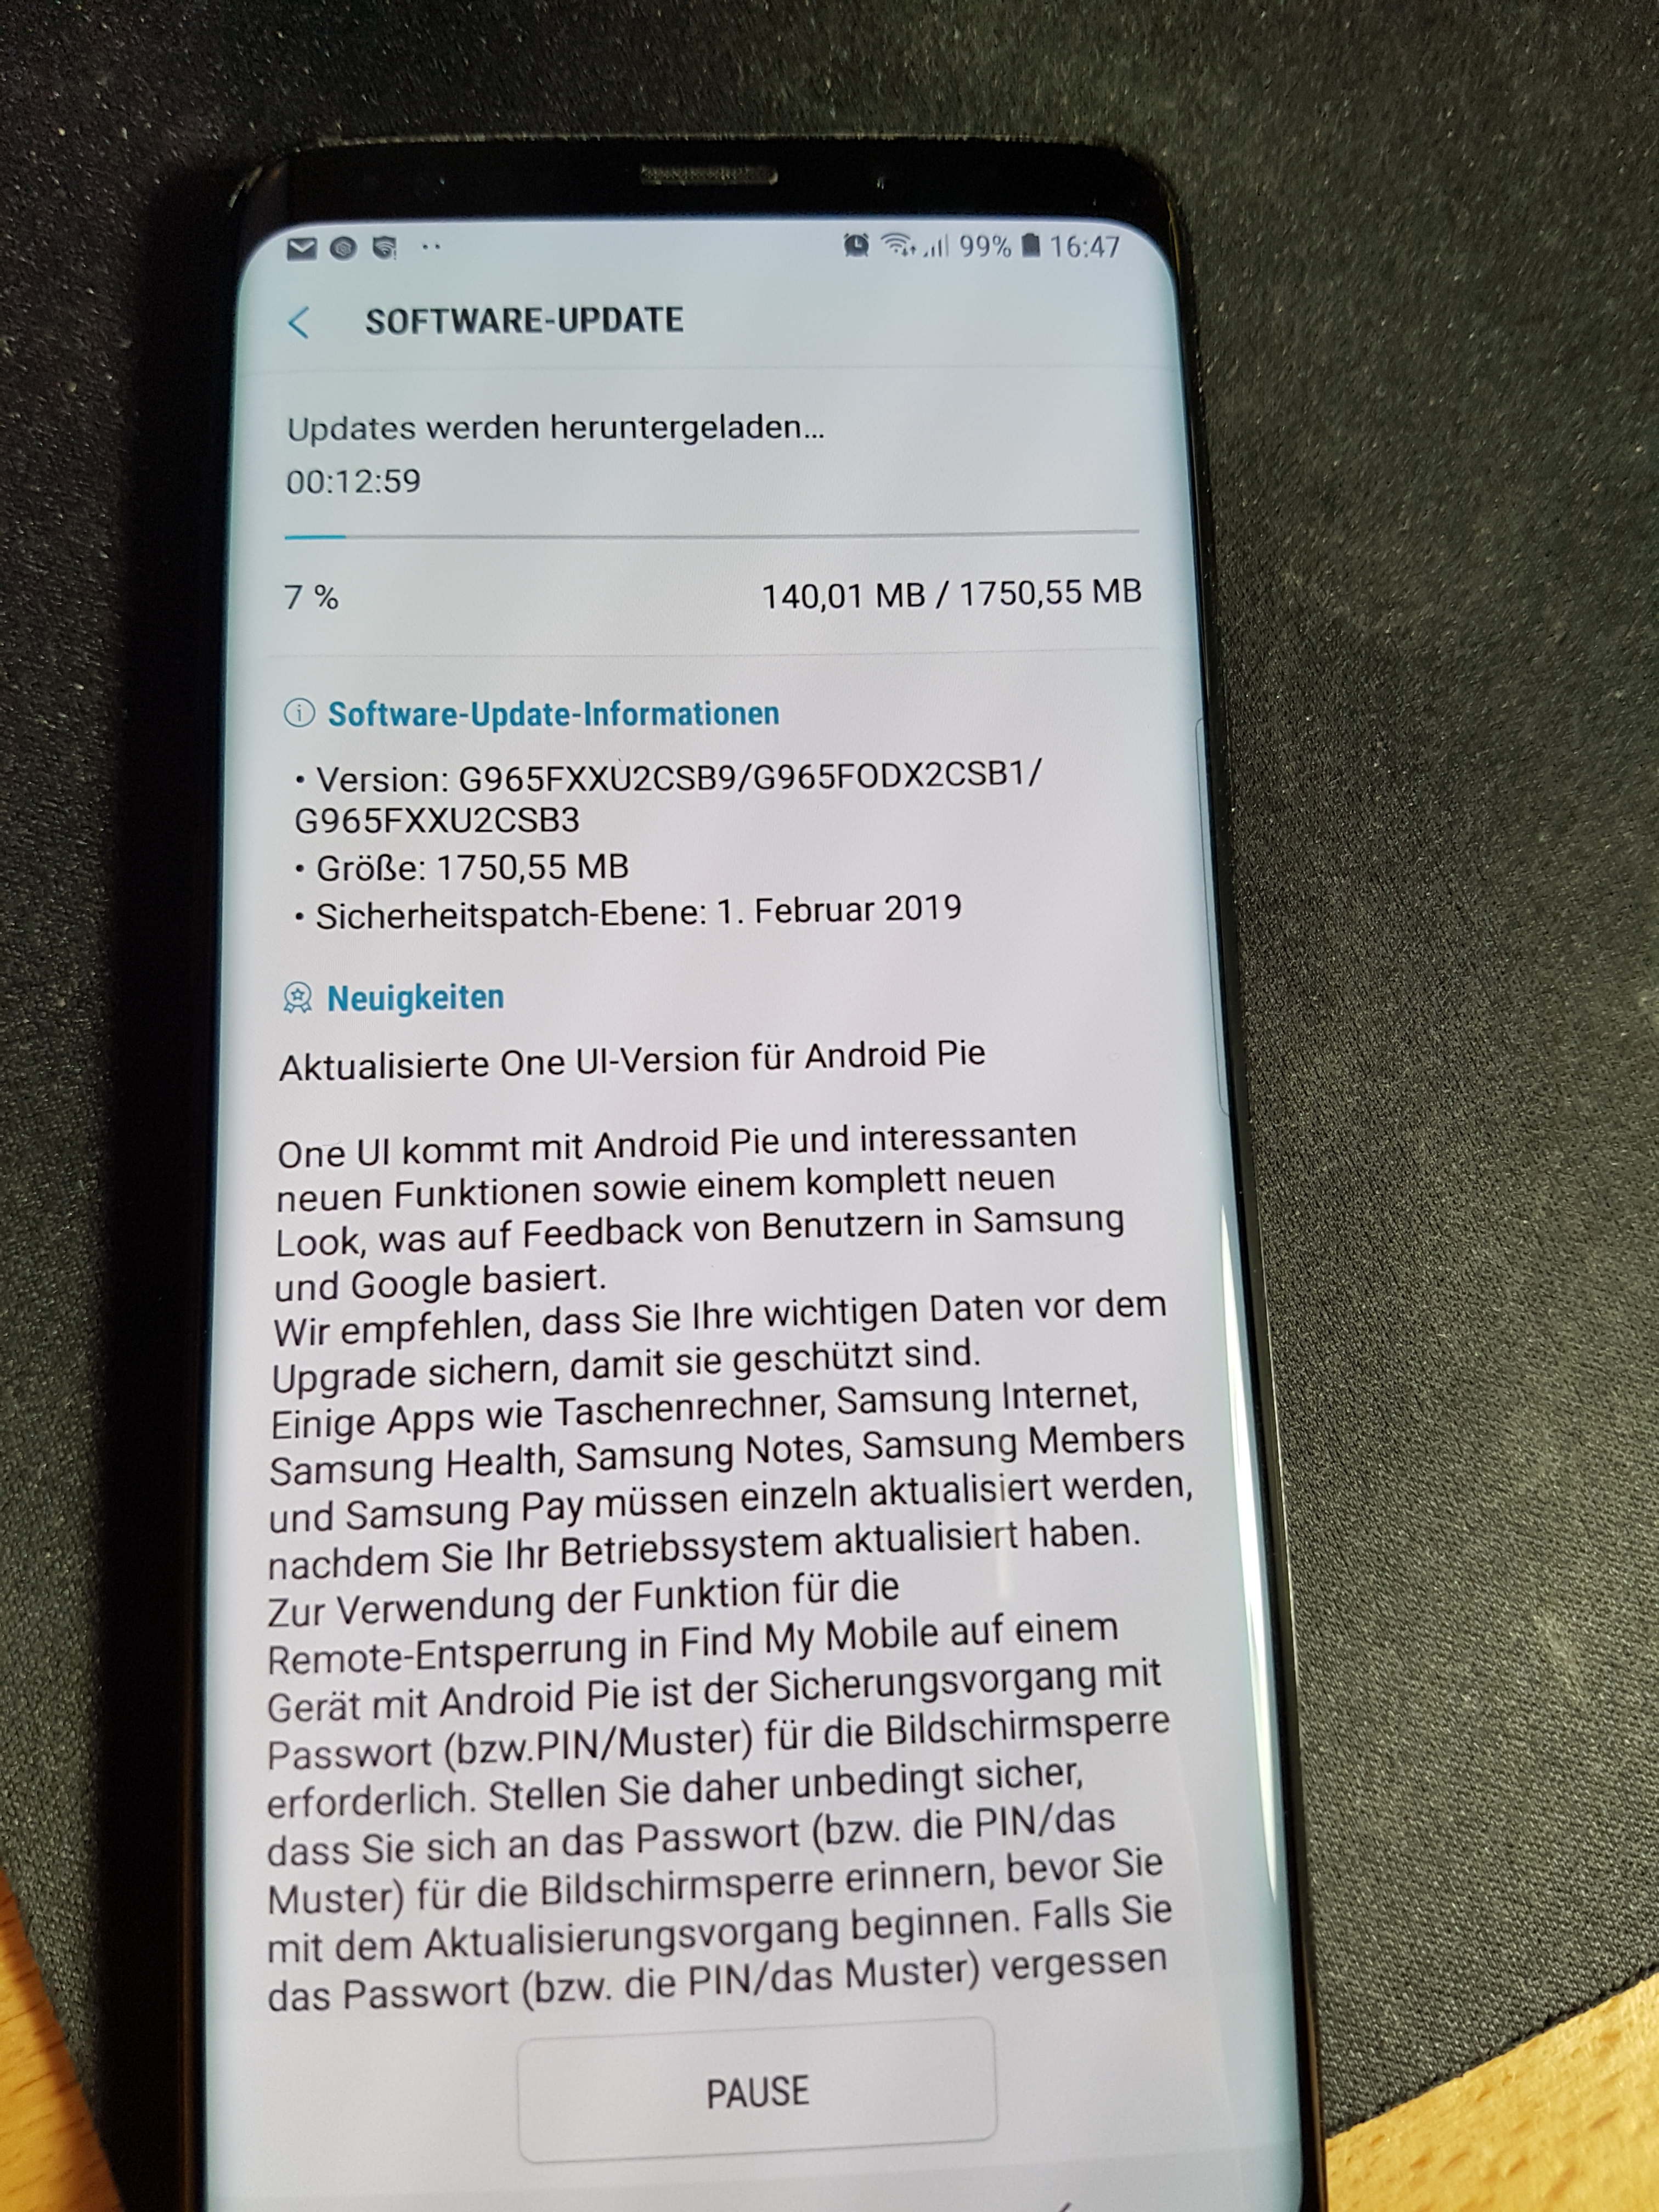 99% 16:47
SOFTWARE-UPDATE
Updates werden heruntergeladen...
00:12:59
7 % 140,01 MB / 1750,55 MB
Software-Update-Informationen
• Version: G965FXXU2CSB9/G965FODX2CSB1/
G965FXXU2CSB3
• Größe: 1750,55 MB
• Sicherheitspatch-Ebene: 1. Februar 2019
Neuigkeiten
Aktualisierte One UI-Version für Android Pie
One UI kommt mit Android Pie und interessanten
neuen Funktionen sowie einem komplett neuen
Look, was auf Feedback von Benutzern in Samsung
und Google basiert.
Wir empfehlen, dass Sie Ihre wichtigen Daten vor dem
Upgrade sichern, damit sie geschützt sind.
Einige Apps wie Taschenrechner, Samsung Internet,
Samsung Health, Samsung Notes, Samsung Members
und Samsung Pay müssen einzeln aktualisiert werden,
nachdem Sie Ihr Betriebssystem aktualisiert haben.
Zur Verwendung der Funktion für die
Remote-Entsperrung in Find My Mobile auf einem
Gerät mit Android Pie ist der Sicherungsvorgang mit
Passwort (bzw.PIN/Muster) für die Bildschirmsperre
erforderlich. Stellen Sie daher unbedingt sicher,
dass Sie sich an das Passwort (bzw. die PIN/das
Muster) für die Bildschirmsperre erinnern, bevor Sie
mit dem Aktualisierungsvorgang beginnen. Falls Sie
das Passwort (bzw. die PIN/das Muster) vergessen
PAUSE